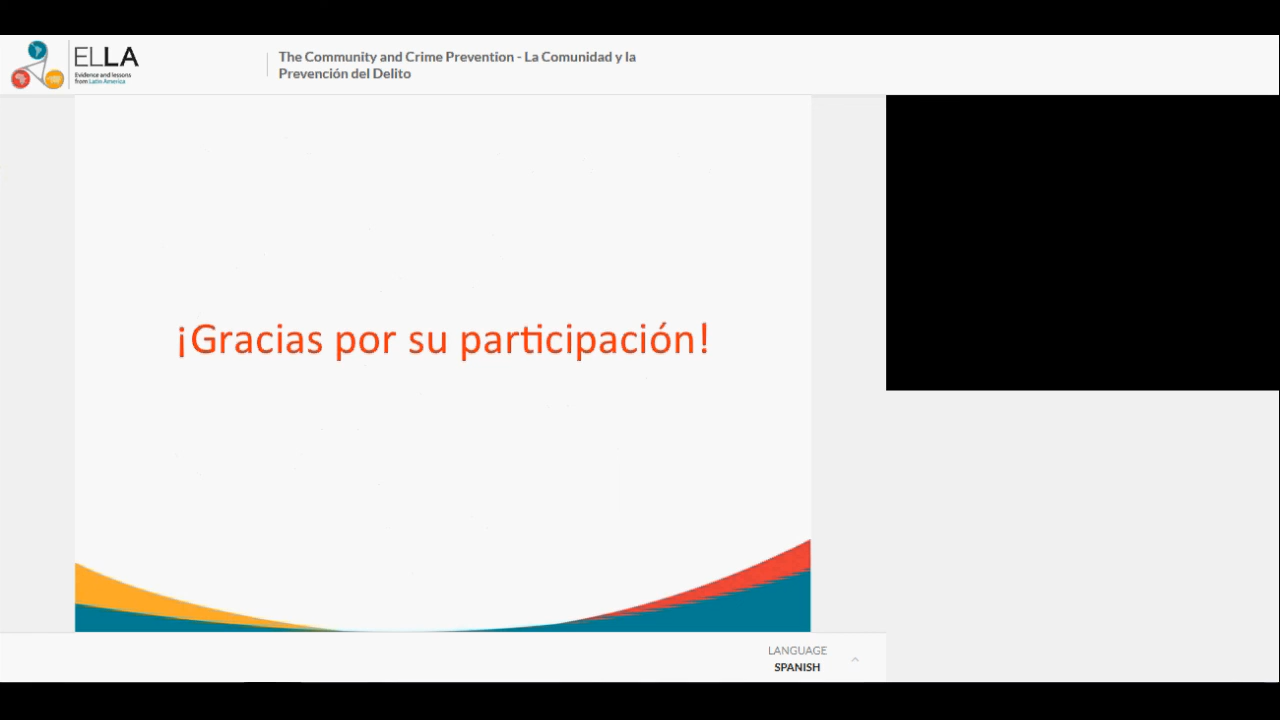 ELLA
Evidence and lessons
from Latin America
The Community and Crime Prevention - La Comunidad y la
Prevención del Delito
¡Gracias por su participación!
LANGUAGE
SPANISH